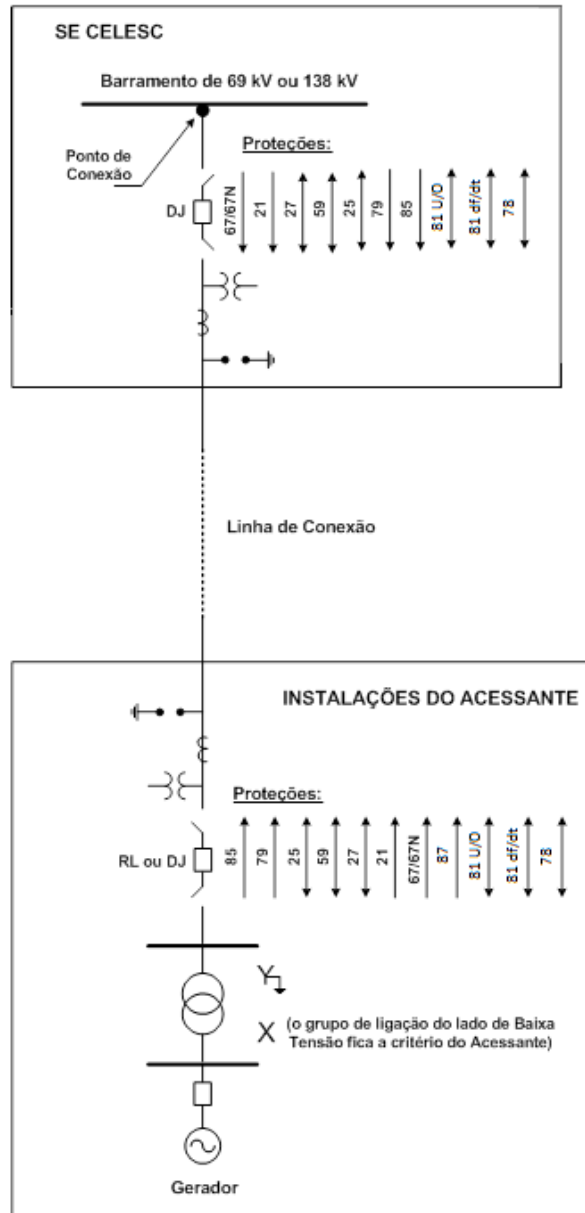 SE CELESC
Barramento de 69 kV ou 138 kV
Ponto de
Conexão
Proteções:
DJ
67/67N
21
27
59
25
79
85
81 U/O
81 df/dt
78
Linha de Conexão
INSTALAÇÕES DO ACESSANTE
Proteções:
RL ou DJ
85
79
25
59
27
21
67/67N
87
81 U/O
81 df/dt
78
Y
X (o grupo de ligação do lado de Baixa
Tensão fica a critério do Acessante)
Gerador